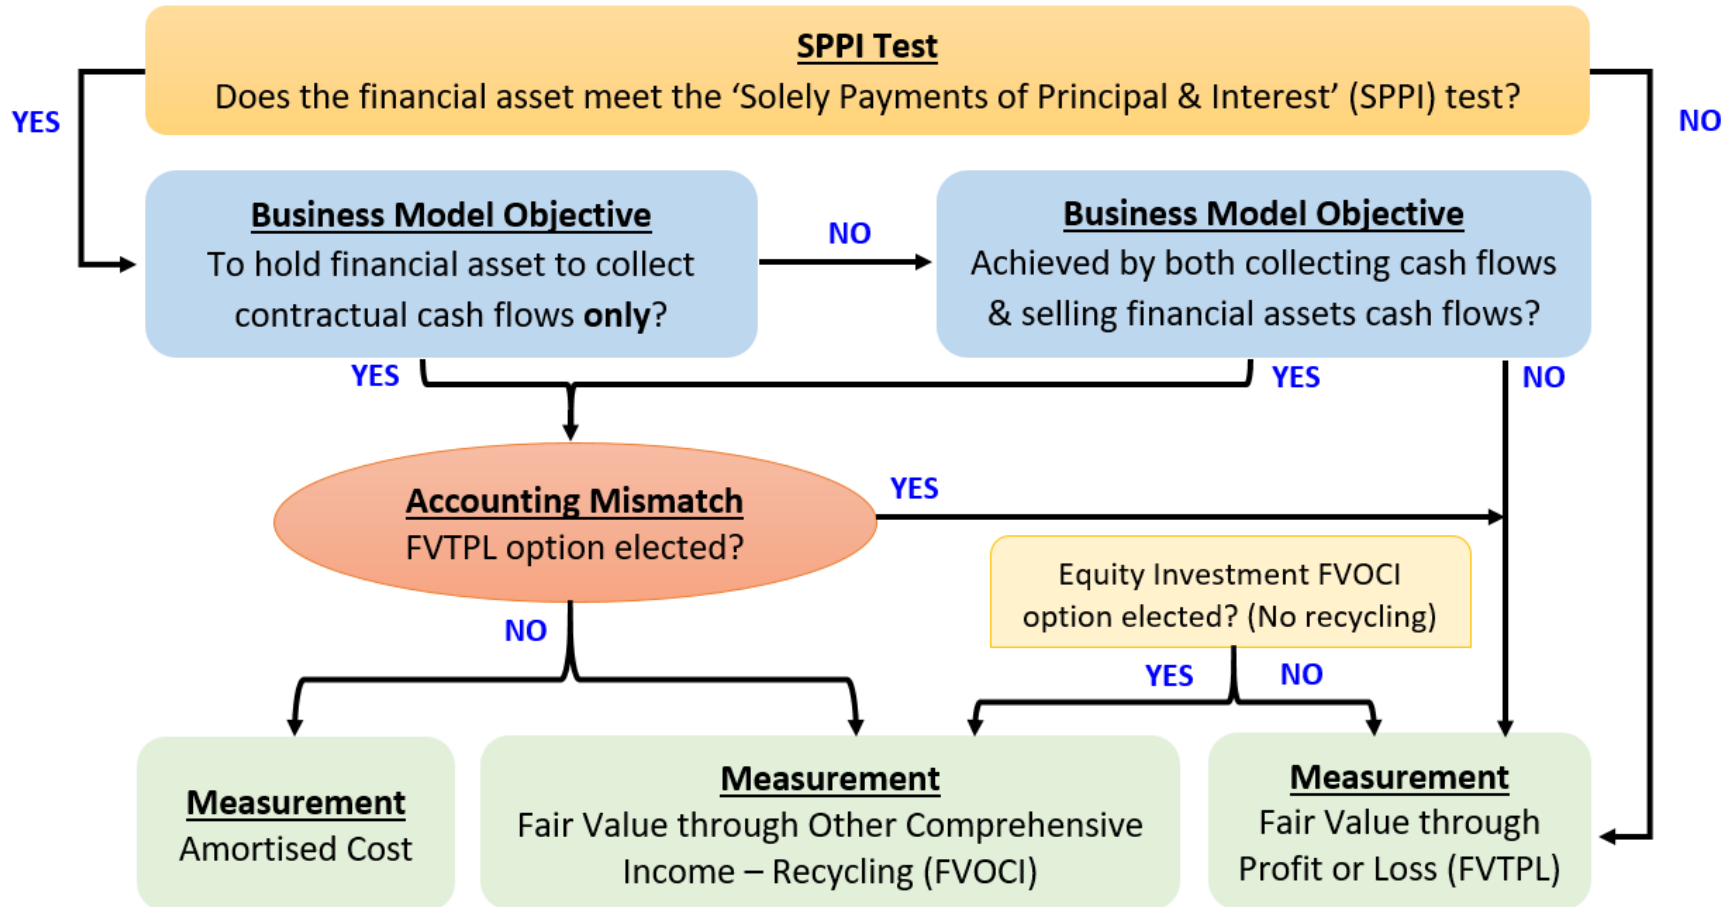 SPPI Test
Does the financial asset meet the ‘Solely Payments of Principal & Interest’ (SPPI) test?
YES
NO
Business Model Objective
To hold financial asset to collect
contractual cash flows only?
NO
Business Model Objective
Achieved by both collecting cash flows
& selling financial assets cash flows?
YES
YES
NO
Accounting Mismatch
FVTPL option elected?
YES
NO
Equity Investment FVOCI
option elected? (No recycling)
YES
NO
Measurement
Amortised Cost
Measurement
Fair Value through Other Comprehensive
Income – Recycling (FVOCI)
Measurement
Fair Value through
Profit or Loss (FVTPL)